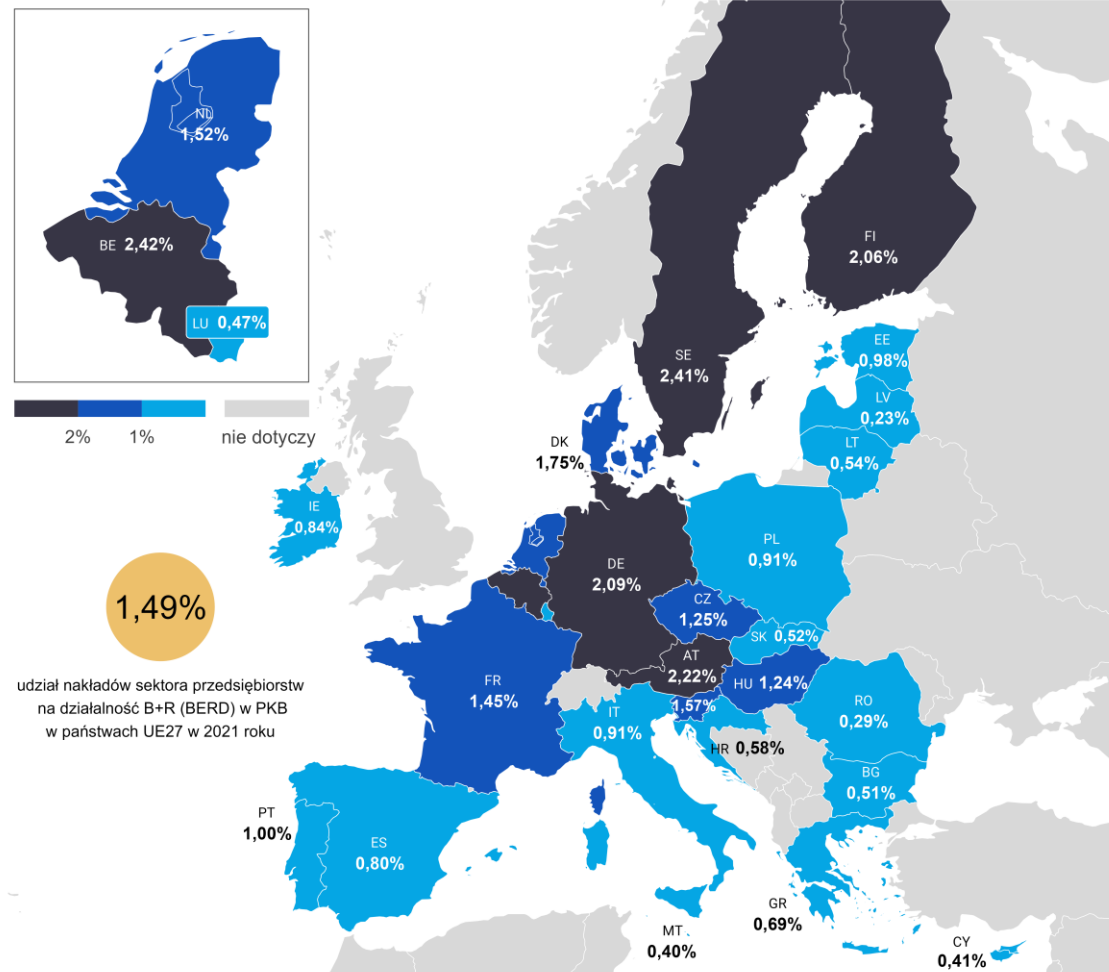 NL
1,52%
BE 2,42%
LU 0,47%
2% 1% nie dotyczy
FI
2,06%
SE
2,41%
EE
0,98%
LV
0,23%
LT
0,54%
DK
1,75%
IE
0,84%
PL
0,91%
DE
2,09%
CZ
1,25%
SK 0,52%
AT
2,22%
HU 1,24%
1,49%
udział nakładów sektora przedsiębiorstw
na działalność B+R (BERD) w PKB
w państwach UE27 w 2021 roku
FR
1,45%
1,57%
IT
0,91%
RO
0,29%
HR 0,58%
BG
0,51%
PT
1,00%
ES
0,80%
GR
0,69%
MT
0,40%
CY
0,41%